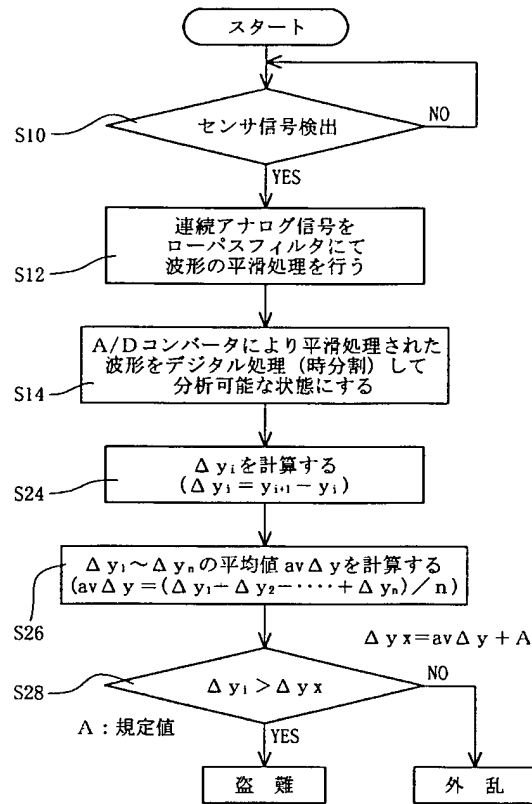 スタート
センサ信号検出
NO
S10
YES
連続アナログ信号を
ローパスフィルタにて
波形の平滑処理を行う
S12
A/Dコンバータにより平滑処理された
波形をデジタル処理(時分割)して
分析可能な状態にする
S14
Δyiを計算する
(Δyi=yi+1−yi)
S24
Δy1〜Δynの平均値avΔyを計算する
(avΔy=(Δy1−Δy2−····+Δyn)/n)
S26
Δyx=avΔy+A
Δyi>Δyx
NO
S28
A:規定値
YES
盗 難
外 乱